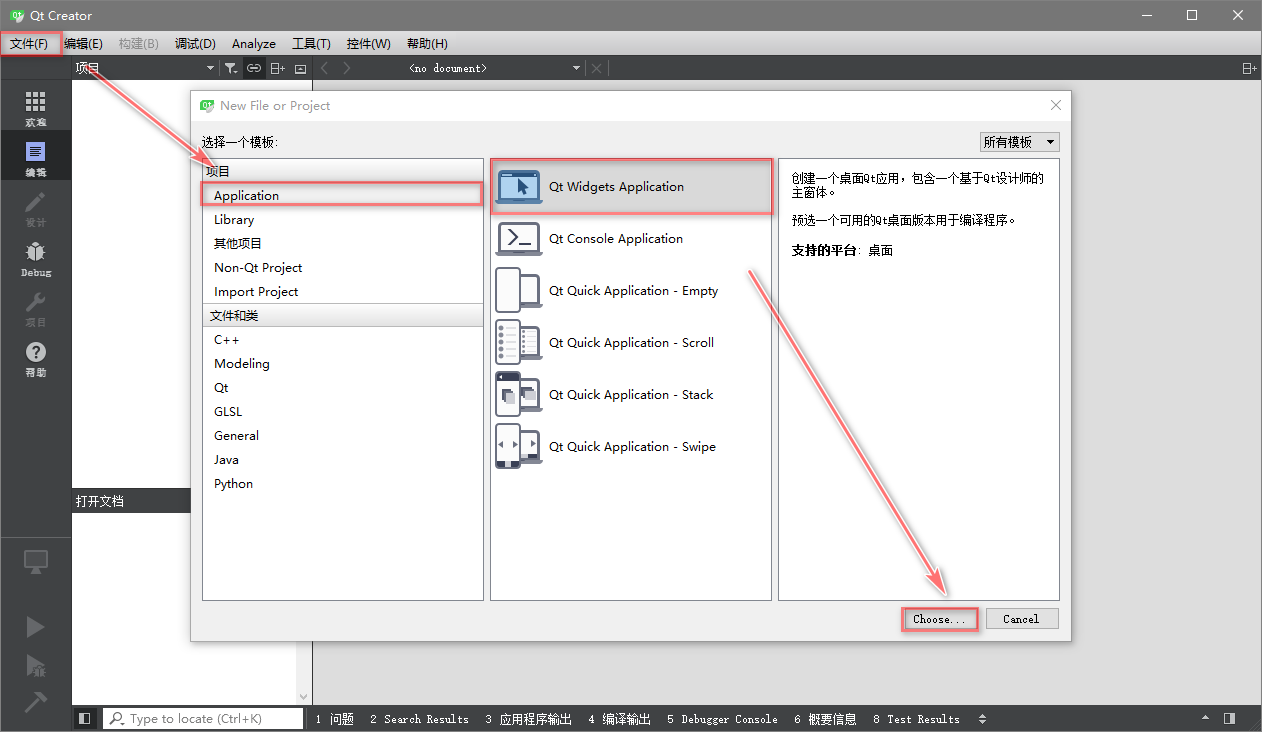 Qt Creator
文件(F) 编辑(E) 构建(B) 调试(D) Analyze 工具(T) 控件(W) 帮助(H)
项目 <no document>
欢迎
编辑
设计
Debug
项目
帮助
New File or Project
选择一个模板:
所有模板
项目
Application
Library
其他项目
Non-Qt Project
Import Project
文件和类
C++
Modeling
Qt
GLSL
General
Java
Python
Qt Widgets Application
Qt Console Application
Qt Quick Application - Empty
Qt Quick Application - Scroll
Qt Quick Application - Stack
Qt Quick Application - Swipe
创建一个桌面Qt应用，包含一个基于Qt设计师的
主窗体。
预选一个可用的Qt桌面版本用于编译程序。
支持的平台: 桌面
Choose... Cancel
打开文档
Type to locate (Ctrl+K) 1 问题 2 Search Results 3 应用程序输出 4 编译输出 5 Debugger Console 6 概要信息 8 Test Results